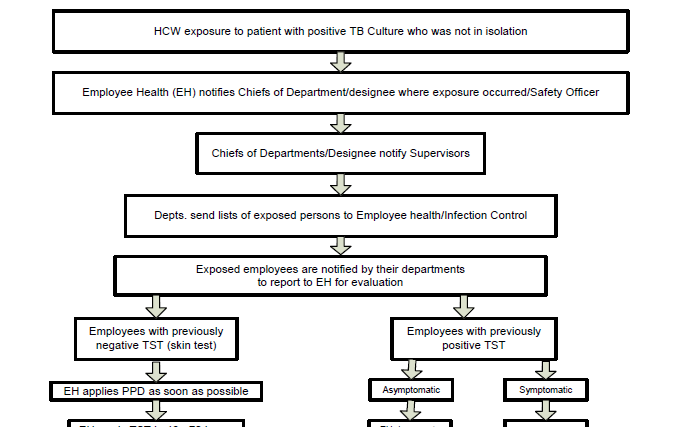 HCW exposure to patient with positive TB Culture who was not in isolation
Employee Health (EH) notifies Chiefs of Department/designee where exposure occurred/Safety Officer
Chiefs of Departments/Designee notify Supervisors
Depts. send lists of exposed persons to Employee health/Infection Control
Exposed employees are notified by their departments
to report to EH for evaluation
Employees with previously
negative TST (skin test)
Employees with previously
positive TST
EH applies PPD as soon as possible
Asymptomatic
Symptomatic